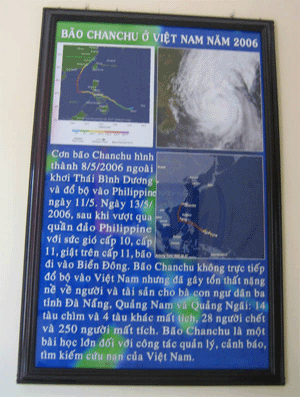 BÃO CHANCHU Ở VIỆT NAM NĂM 2006
Cơn bão Chanchu hình
thành 8/5/2006 ngoài
khơi Thái Bình Dương
và đổ bộ vào Philippine
ngày 11/5. Ngày 13/5/
2006, sau khi vượt qua
quần đảo Philippine
với sức gió cấp 10, cấp
11, giật trên cấp 11, bão
đi vào Biển Đông. Bão Chanchu không trực tiếp
đổ bộ vào Việt Nam nhưng đã gây tổn thất nặng
nề về người và tài sản cho bà con ngư dân ba
tỉnh Đà Nẵng, Quảng Nam và Quãng Ngãi: 14
tàu chìm và 4 tàu khác mất tích, 28 người chết
và 250 người mất tích. Bão Chanchu là một
bài học lớn đối với công tác quản lý, cảnh báo,
tìm kiếm cứu nạn của Việt Nam.